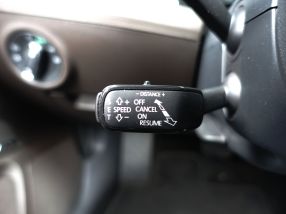 - DISTANCE +
+ OFF
E SPEED CANCEL
T - ON
RESUME